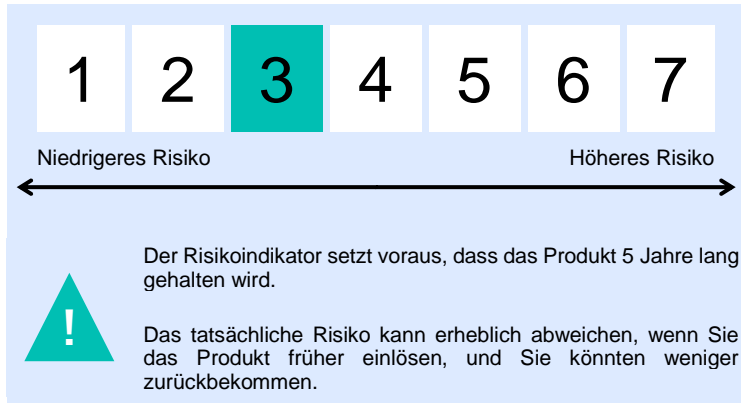 1 2 3 4 5 6 7
Niedrigeres Risiko Höheres Risiko
Der Risikoindikator setzt voraus, dass das Produkt 5 Jahre lang
gehalten wird.
!
Das tatsächliche Risiko kann erheblich abweichen, wenn Sie
das Produkt früher einlösen, und Sie könnten weniger
zurückbekommen.